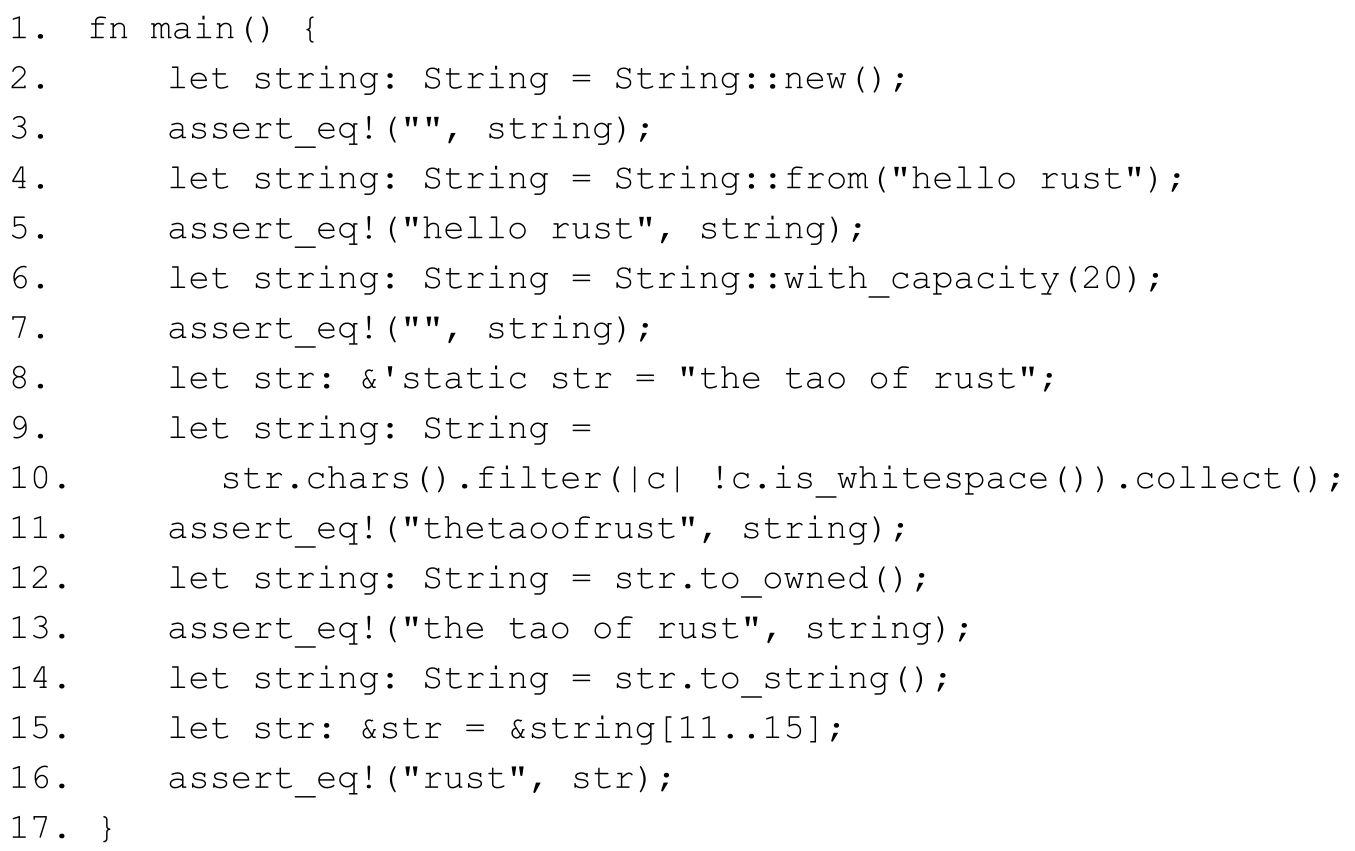 1. fn main() {
2.     let string: String = String::new();
3.     assert_eq!("", string);
4.     let string: String = String::from("hello rust");
5.     assert_eq!("hello rust", string);
6.     let string: String = String::with_capacity(20);
7.     assert_eq!("", string);
8.     let str: &'static str = "the tao of rust";
9.     let string: String =
10.       str.chars().filter(|c| !c.is_whitespace()).collect();
11.    assert_eq!("thetaoofrust", string);
12.    let string: String = str.to_owned();
13.    assert_eq!("the tao of rust", string);
14.    let string: String = str.to_string();
15.    let str: &str = &string[11..15];
16.    assert_eq!("rust", str);
17. }